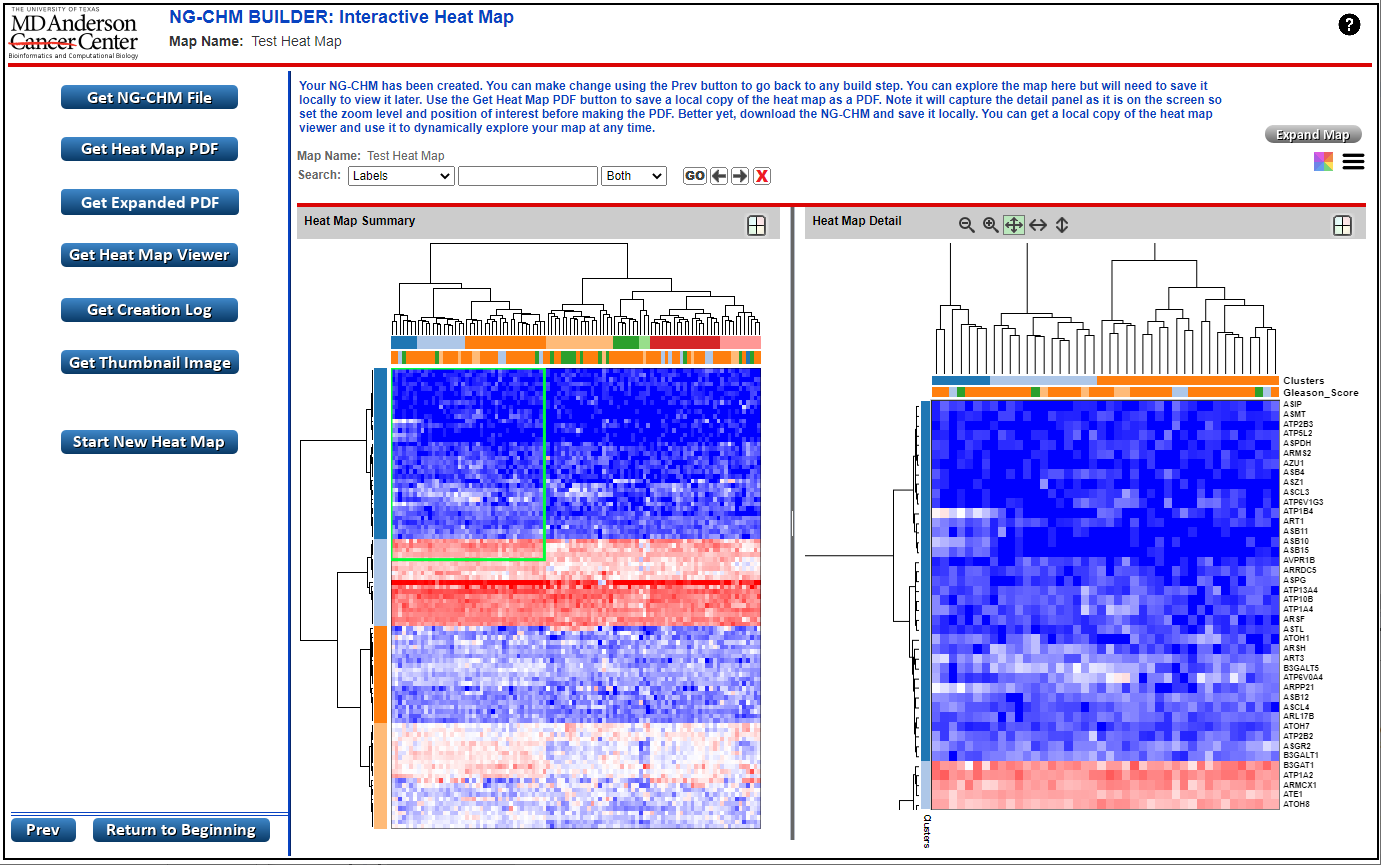 THE UNIVERSITY OF TEXAS
MD Anderson
Cancer Center
Bioinformatics and Computational Biology
NG-CHM BUILDER: Interactive Heat Map
Map Name: Test Heat Map
?
Get NG-CHM File
Get Heat Map PDF
Get Expanded PDF
Get Heat Map Viewer
Get Creation Log
Get Thumbnail Image
Start New Heat Map
Prev
Return to Beginning
Your NG-CHM has been created. You can make change using the Prev button to go back to any build step. You can explore the map here but will need to save it
locally to view it later. Use the Get Heat Map PDF button to save a local copy of the heat map as a PDF. Note it will capture the detail panel as it is on the screen so
set the zoom level and position of interest before making the PDF. Better yet, download the NG-CHM and save it locally. You can get a local copy of the heat map
viewer and use it to dynamically explore your map at any time.
Expand Map
Map Name: Test Heat Map
Search: Labels Both GO X
Heat Map Summary
Heat Map Detail
Clusters
Gleason_Score
ASIP
ASMT
ATP2B3
ATP5L2
ASPDH
ARMS2
AZU1
ASB4
ASZ1
ASCL3
ATP6V1G3
ATP1B4
ART1
ASB11
ASB10
ASB15
AVPR1B
ARRDC5
ASPG
ATP13A4
ATP10B
ATP1A4
ARSF
ASTL
ATOH1
ARSH
ART3
B3GALT5
ATP6V0A4
ARPP21
ASB12
ASCL4
ARL17B
ATOH7
ATP2B2
ASGR2
B3GALT1
B3GAT1
ATP1A2
ARMCX1
ATE1
ATOH8
Clusters